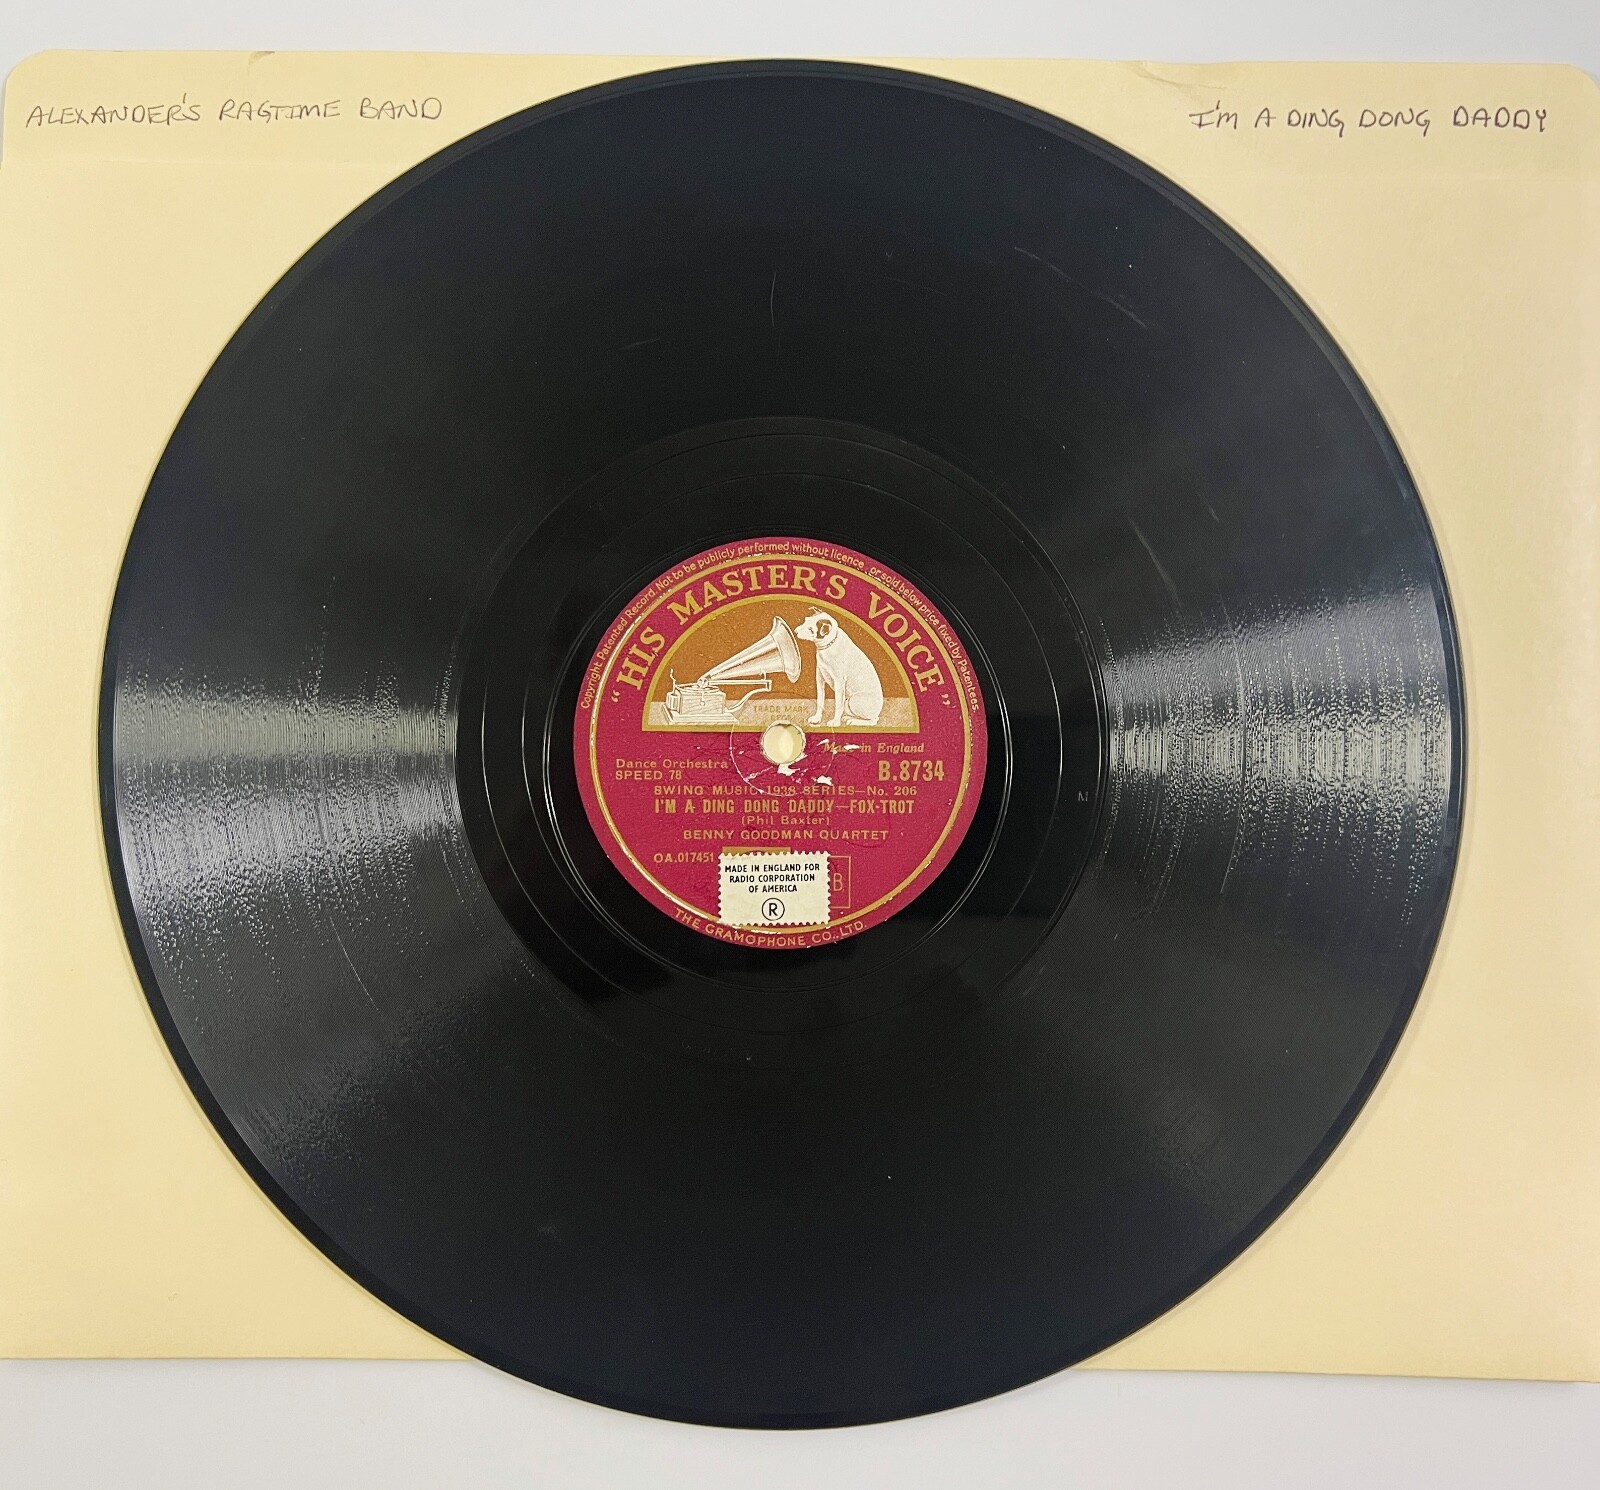 ALEXANDER'S RAGTIME BAND
I'm A DING DONG DADDY
Copyright Patented Record. Not to be publicly performed without licence, or sold below price fixed by Patentees.
"HIS MASTER'S VOICE"
TRADE MARK
Made in England
Dance Orchestra
B.8734
SPEED 78
SWING MUSIC 1938 SERIES—No. 206
I'M A DING DONG DADDY—FOX-TROT
(Phil Baxter)
BENNY GOODMAN QUARTET
OA.017451
MADE IN ENGLAND FOR
RADIO CORPORATION
OF AMERICA
R
B
THE GRAMOPHONE CO., LTD.
M